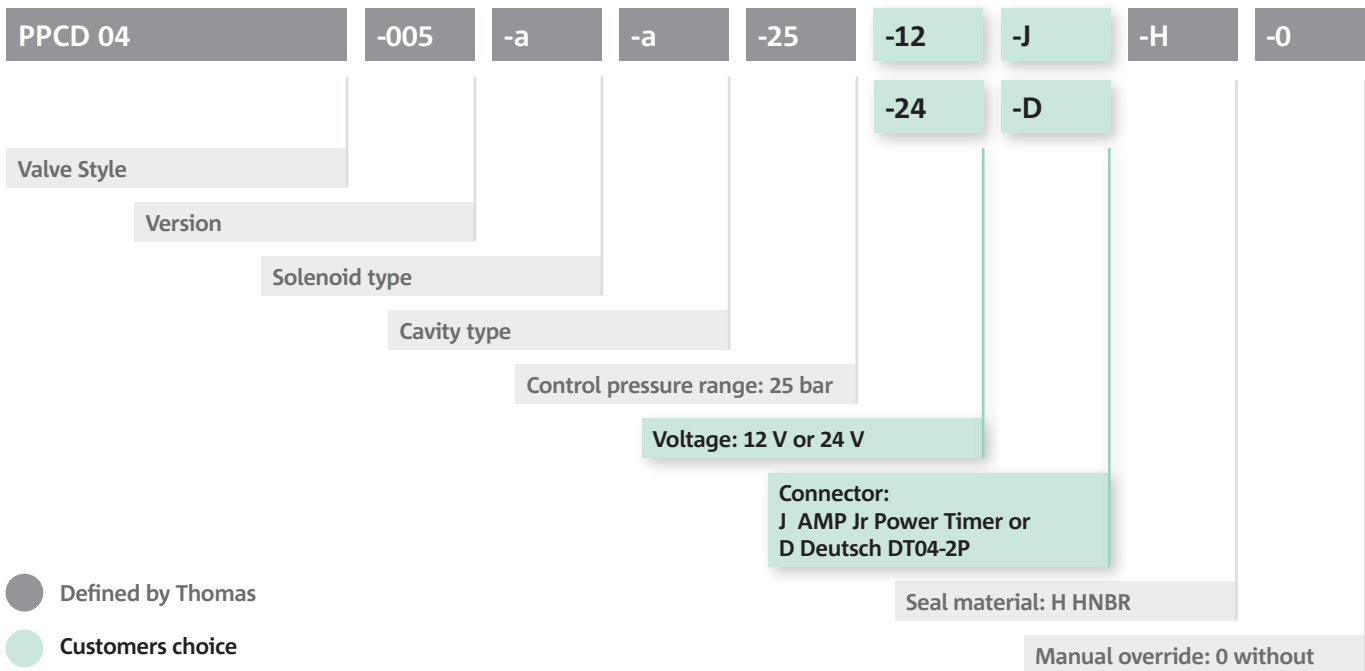 PPCD 04 -005 -a -a -25 -12 -J -H -0
-24 -D
Valve Style
Version
Solenoid type
Cavity type
Control pressure range: 25 bar
Voltage: 12 V or 24 V
Connector:
J AMP Jr Power Timer or
D Deutsch DT04-2P
Defined by Thomas
Seal material: H HNBR
Customers choice
Manual override: 0 without